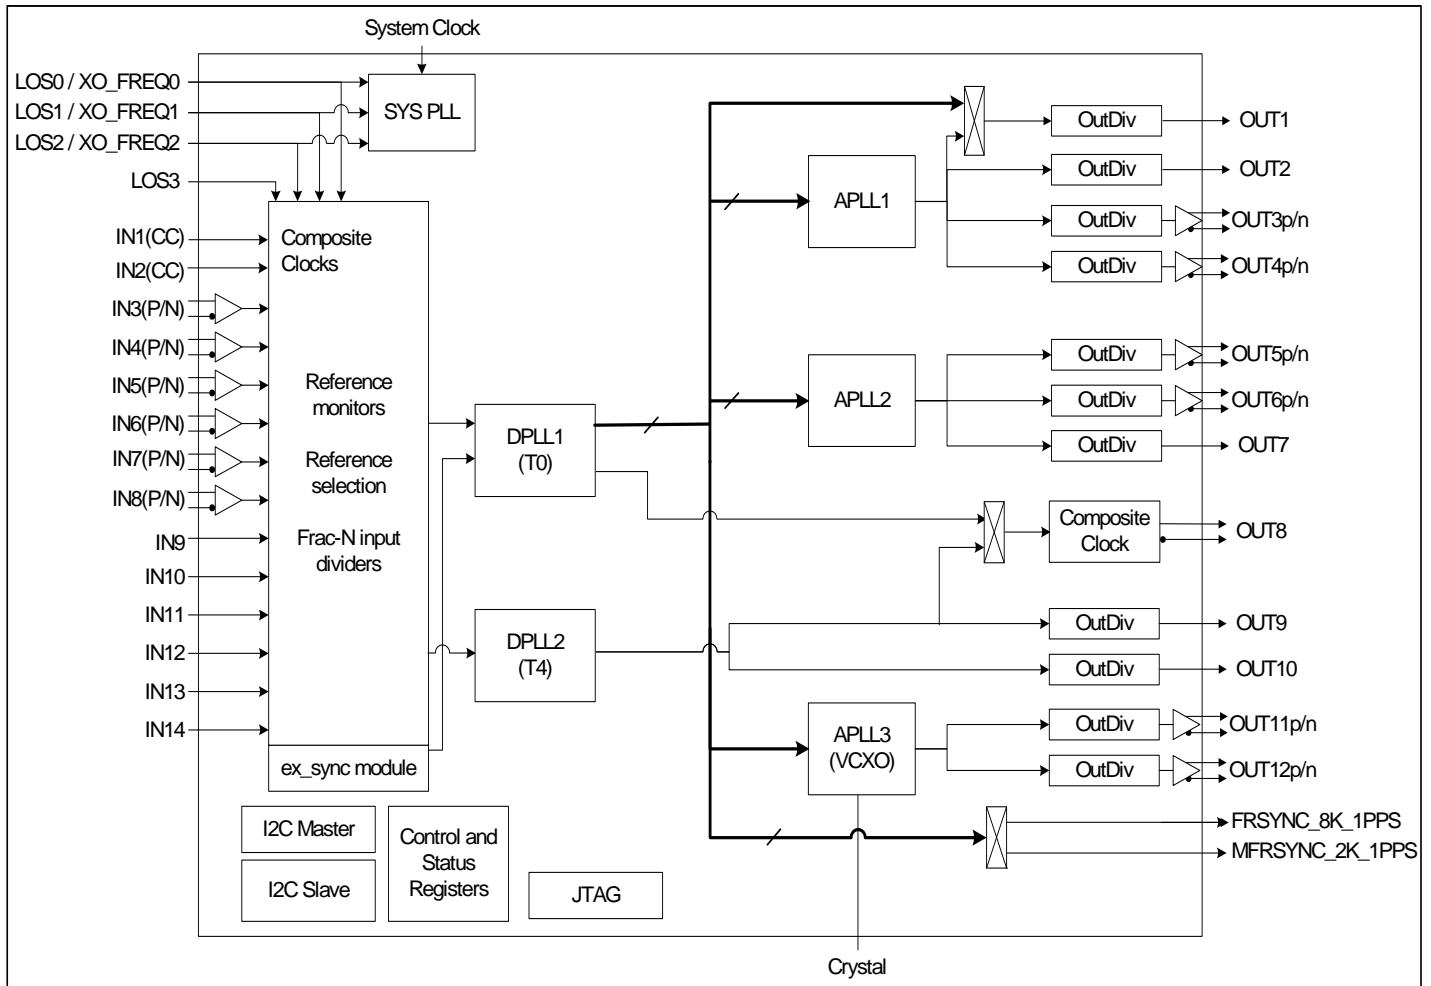 System Clock
LOS0 / XO_FREQ0
LOS1 / XO_FREQ1
LOS2 / XO_FREQ2
LOS3
SYS PLL
IN1(CC)
IN2(CC)
IN3(P/N)
IN4(P/N)
IN5(P/N)
IN6(P/N)
IN7(P/N)
IN8(P/N)
IN9
IN10
IN11
IN12
IN13
IN14
Composite
Clocks
Reference
monitors
Reference
selection
Frac-N input
dividers
ex_sync module
DPLL1
(T0)
DPLL2
(T4)
APLL1
APLL2
APLL3
(VCXO)
OutDiv
OUT1
OutDiv
OUT2
OutDiv
OUT3p/n
OutDiv
OUT4p/n
OutDiv
OUT5p/n
OutDiv
OUT6p/n
OutDiv
OUT7
Composite
Clock
OUT8
OutDiv
OUT9
OutDiv
OUT10
OutDiv
OUT11p/n
OutDiv
OUT12p/n
FRSYNC_8K_1PPS
MFRSYNC_2K_1PPS
I2C Master
I2C Slave
Control and
Status
Registers
JTAG
Crystal